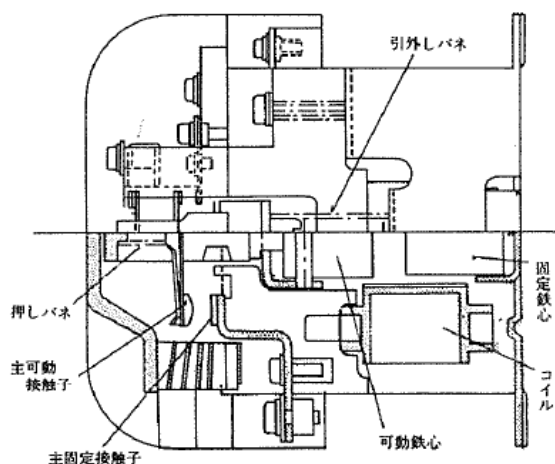 引外しバネ
押しバネ
主可動
接触子
主固定接触子
可動鉄心
コイル
固定鉄心